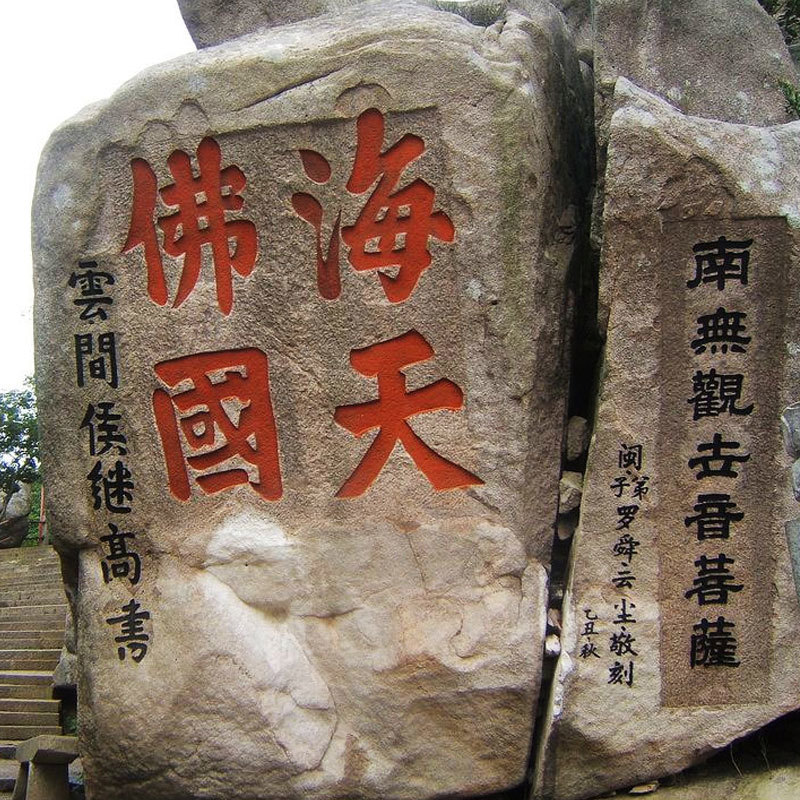 南無觀世音菩薩
闽弟子罗舜云尘敬刻
乙丑秋
海天
佛國
雲間侯继高書